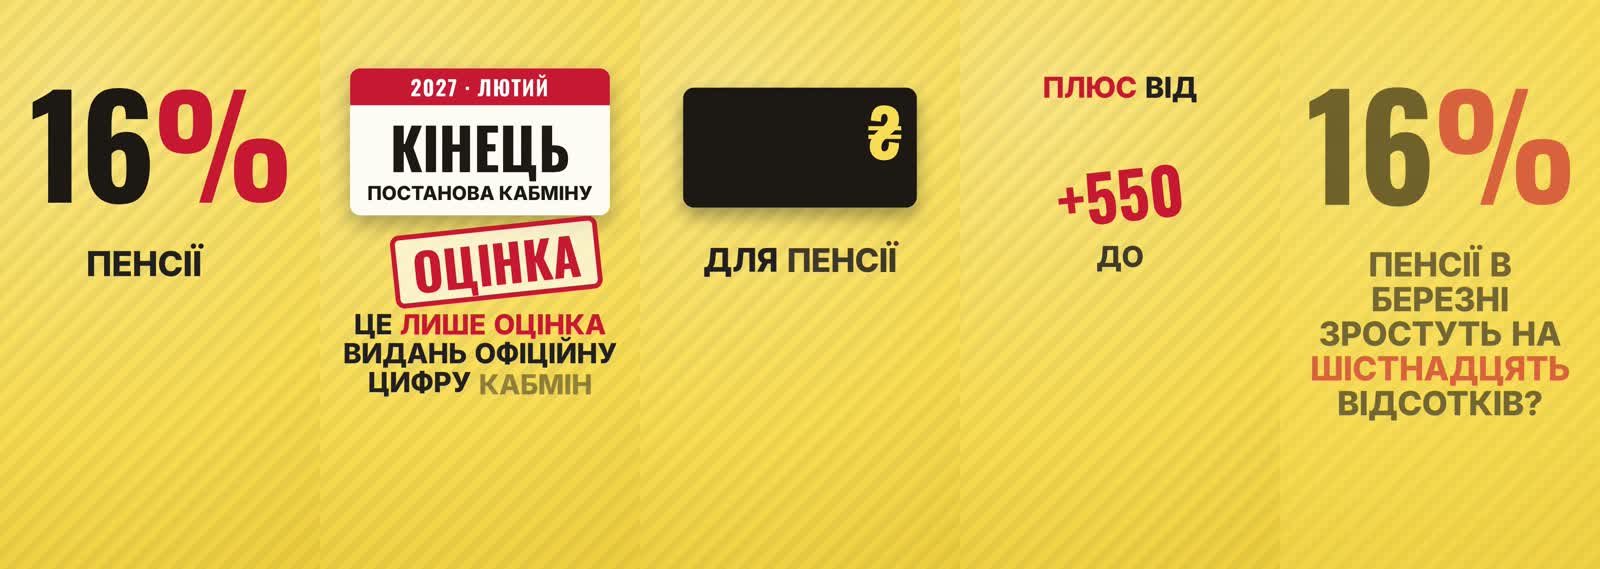 16%
ПЕНСІЇ
2027 · ЛЮТИЙ
КІНЕЦЬ
ПОСТАНОВА КАБМІНУ
ОЦІНКА
ЦЕ ЛИШЕ ОЦІНКА
ВИДАНЬ ОФІЦІЙНУ
ЦИФРУ КАБМІН
₴
ДЛЯ ПЕНСІЇ
ПЛЮС ВІД
+550
ДО
16%
ПЕНСІЇ В
БЕРЕЗНІ
ЗРОСТУТЬ НА
ШІСТНАДЦЯТЬ
ВІДСОТКІВ?